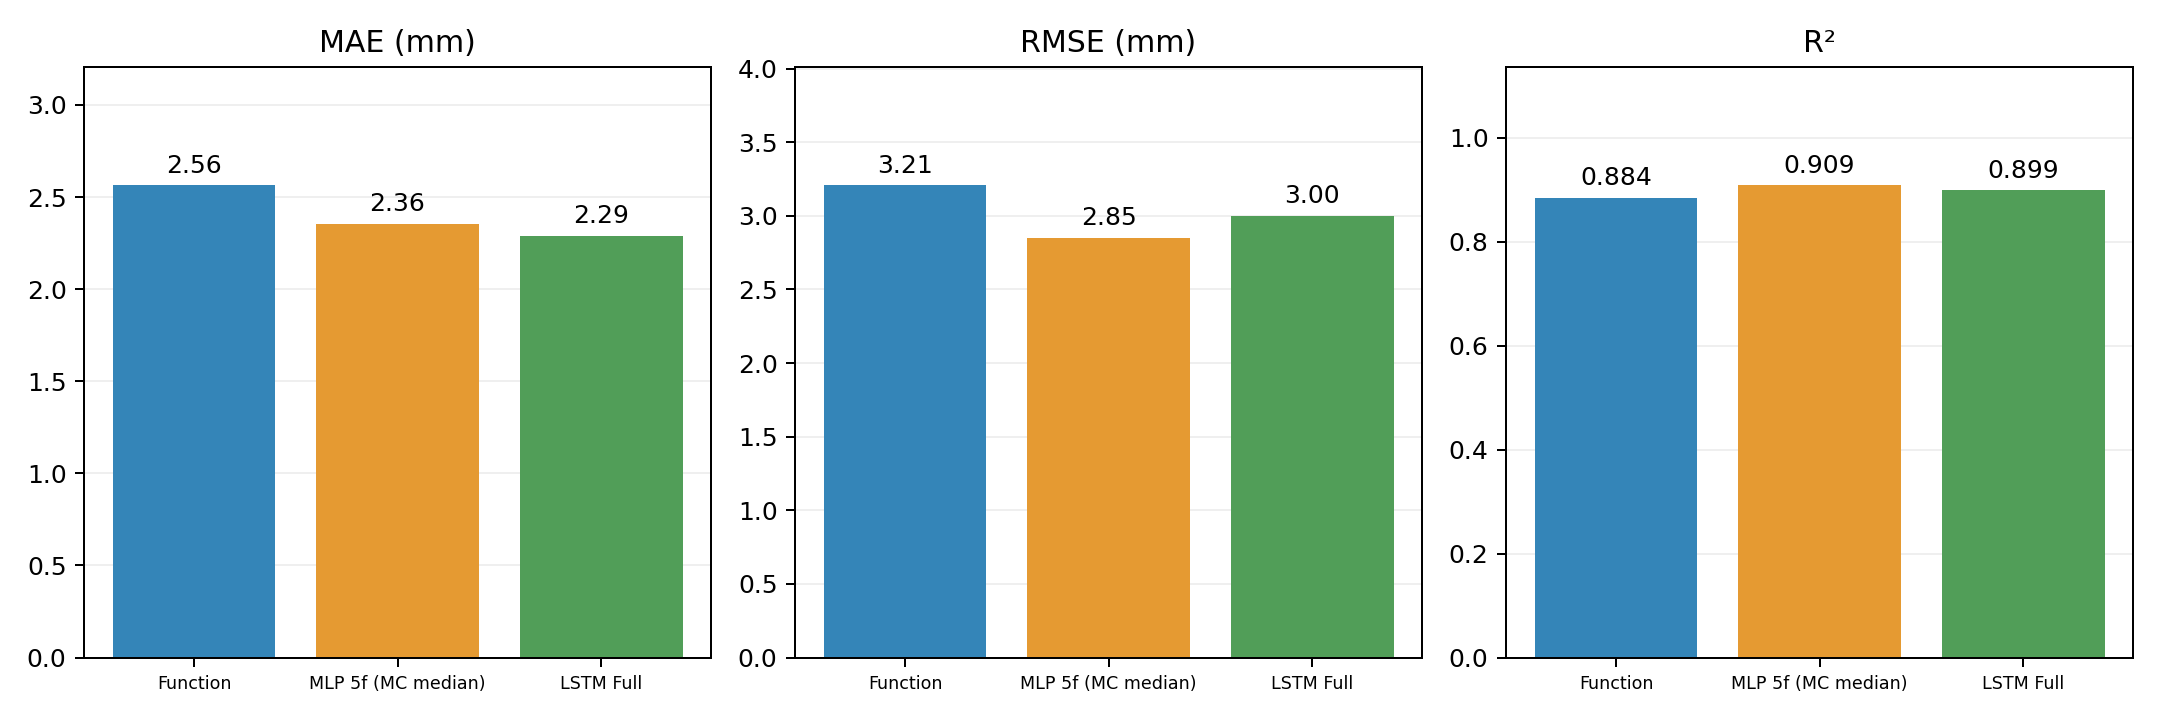 MAE (mm)
3.0
2.5
2.0
1.5
1.0
0.5
0.0
2.56
2.36
2.29
Function
MLP 5f (MC median)
LSTM Full
RMSE (mm)
4.0
3.5
3.0
2.5
2.0
1.5
1.0
0.5
0.0
3.21
2.85
3.00
Function
MLP 5f (MC median)
LSTM Full
R²
1.0
0.8
0.6
0.4
0.2
0.0
0.884
0.909
0.899
Function
MLP 5f (MC median)
LSTM Full